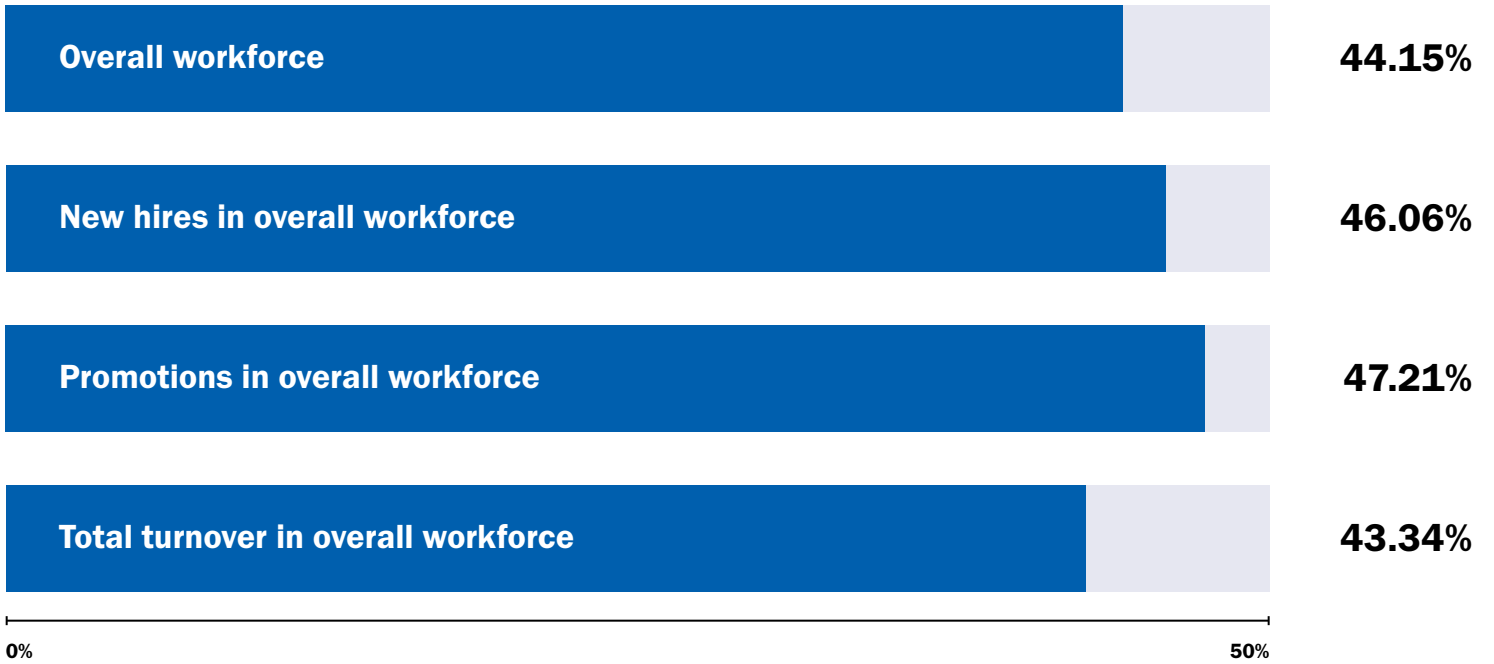 Overall workforce 44.15%
New hires in overall workforce 46.06%
Promotions in overall workforce 47.21%
Total turnover in overall workforce 43.34%
0% 50%